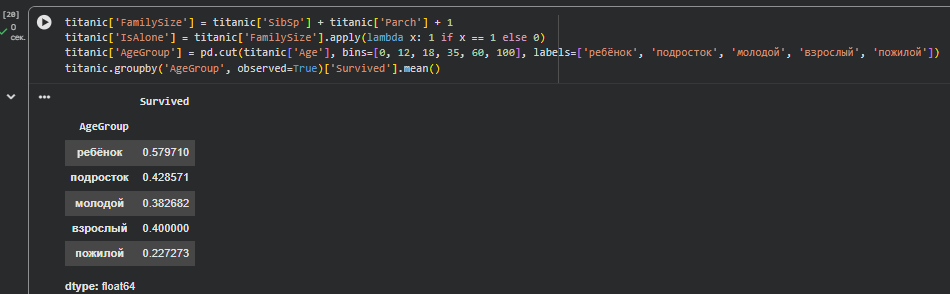 [20]
0
сек.
titanic['FamilySize'] = titanic['SibSp'] + titanic['Parch'] + 1
titanic['IsAlone'] = titanic['FamilySize'].apply(lambda x: 1 if x == 1 else 0)
titanic['AgeGroup'] = pd.cut(titanic['Age'], bins=[0, 12, 18, 35, 60, 100], labels=['ребёнок', 'подросток', 'молодой', 'взрослый', 'пожилой'])
titanic.groupby('AgeGroup', observed=True)['Survived'].mean()
Survived
AgeGroup
ребёнок 0.579710
подросток 0.428571
молодой 0.382682
взрослый 0.400000
пожилой 0.227273
dtype: float64